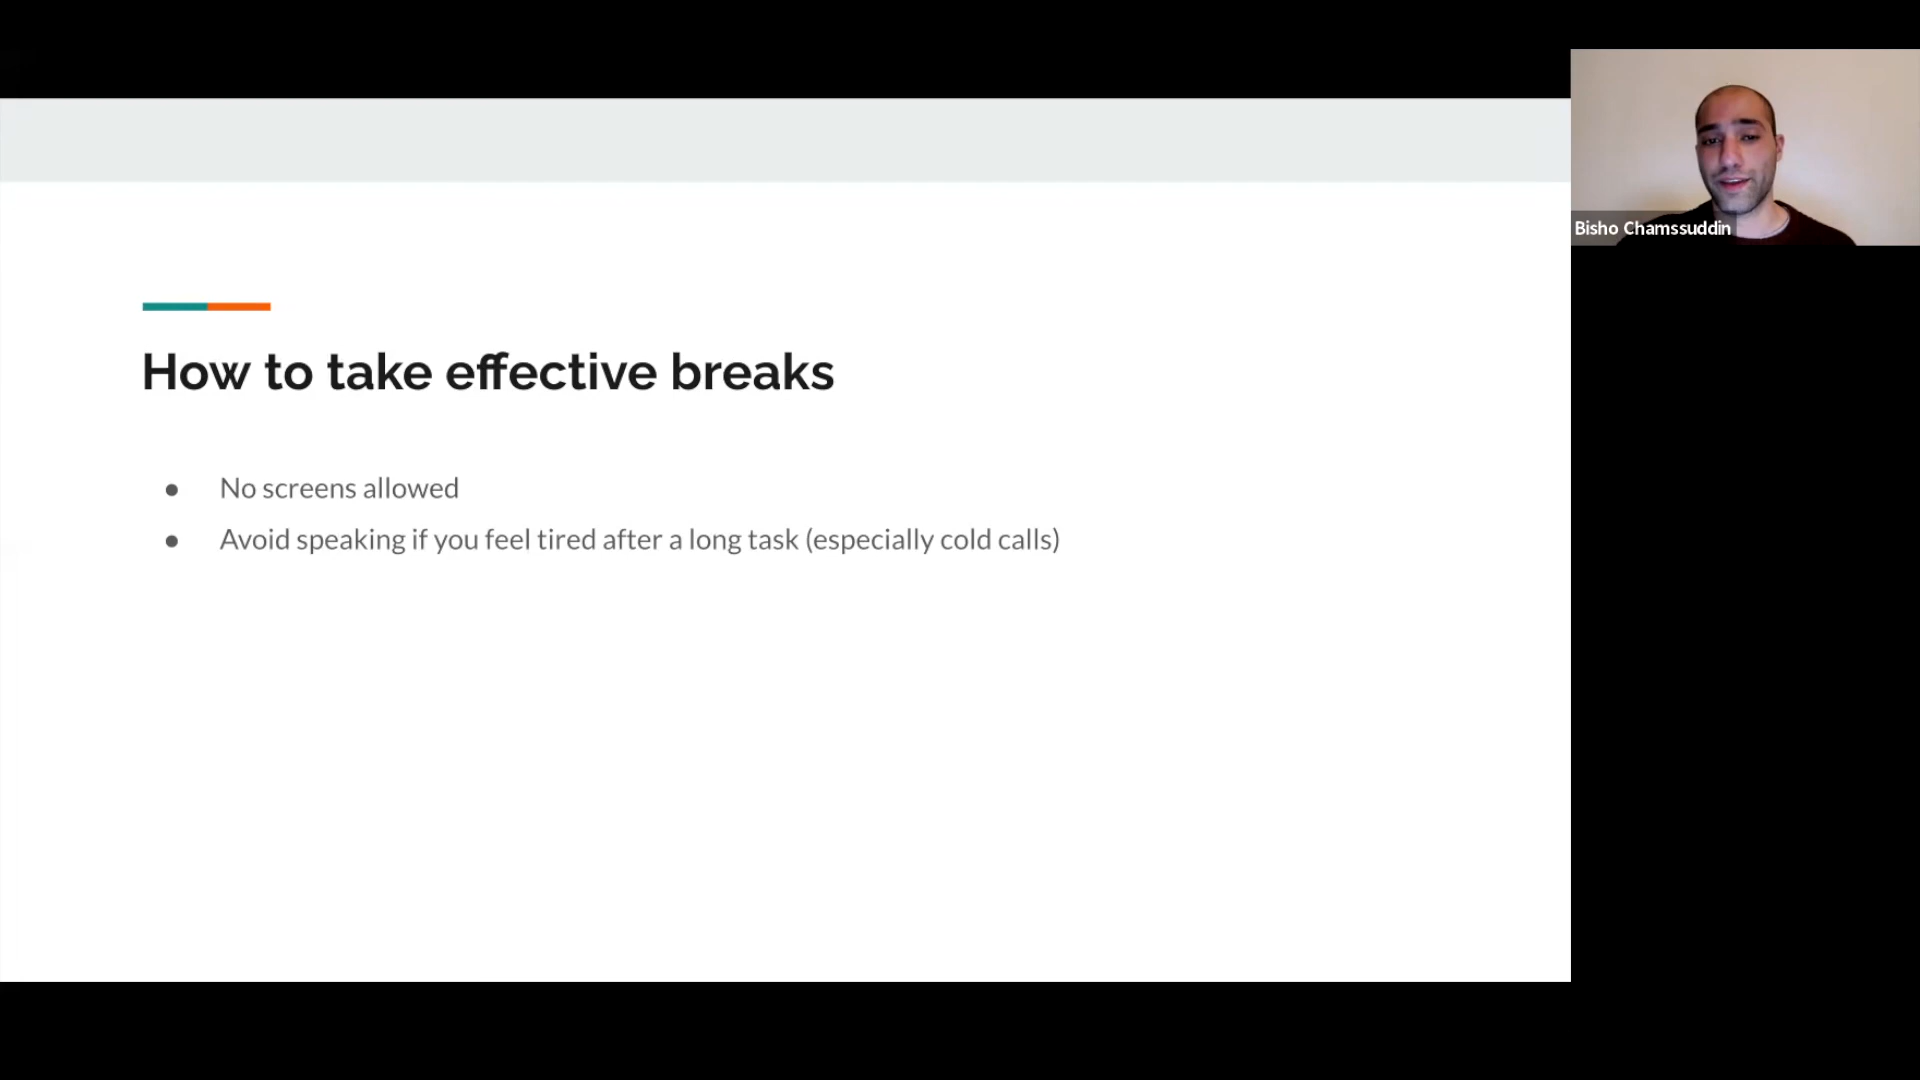 How to take effective breaks
● No screens allowed
● Avoid speaking if you feel tired after a long task (especially cold calls)
Bisho Chamssuddin